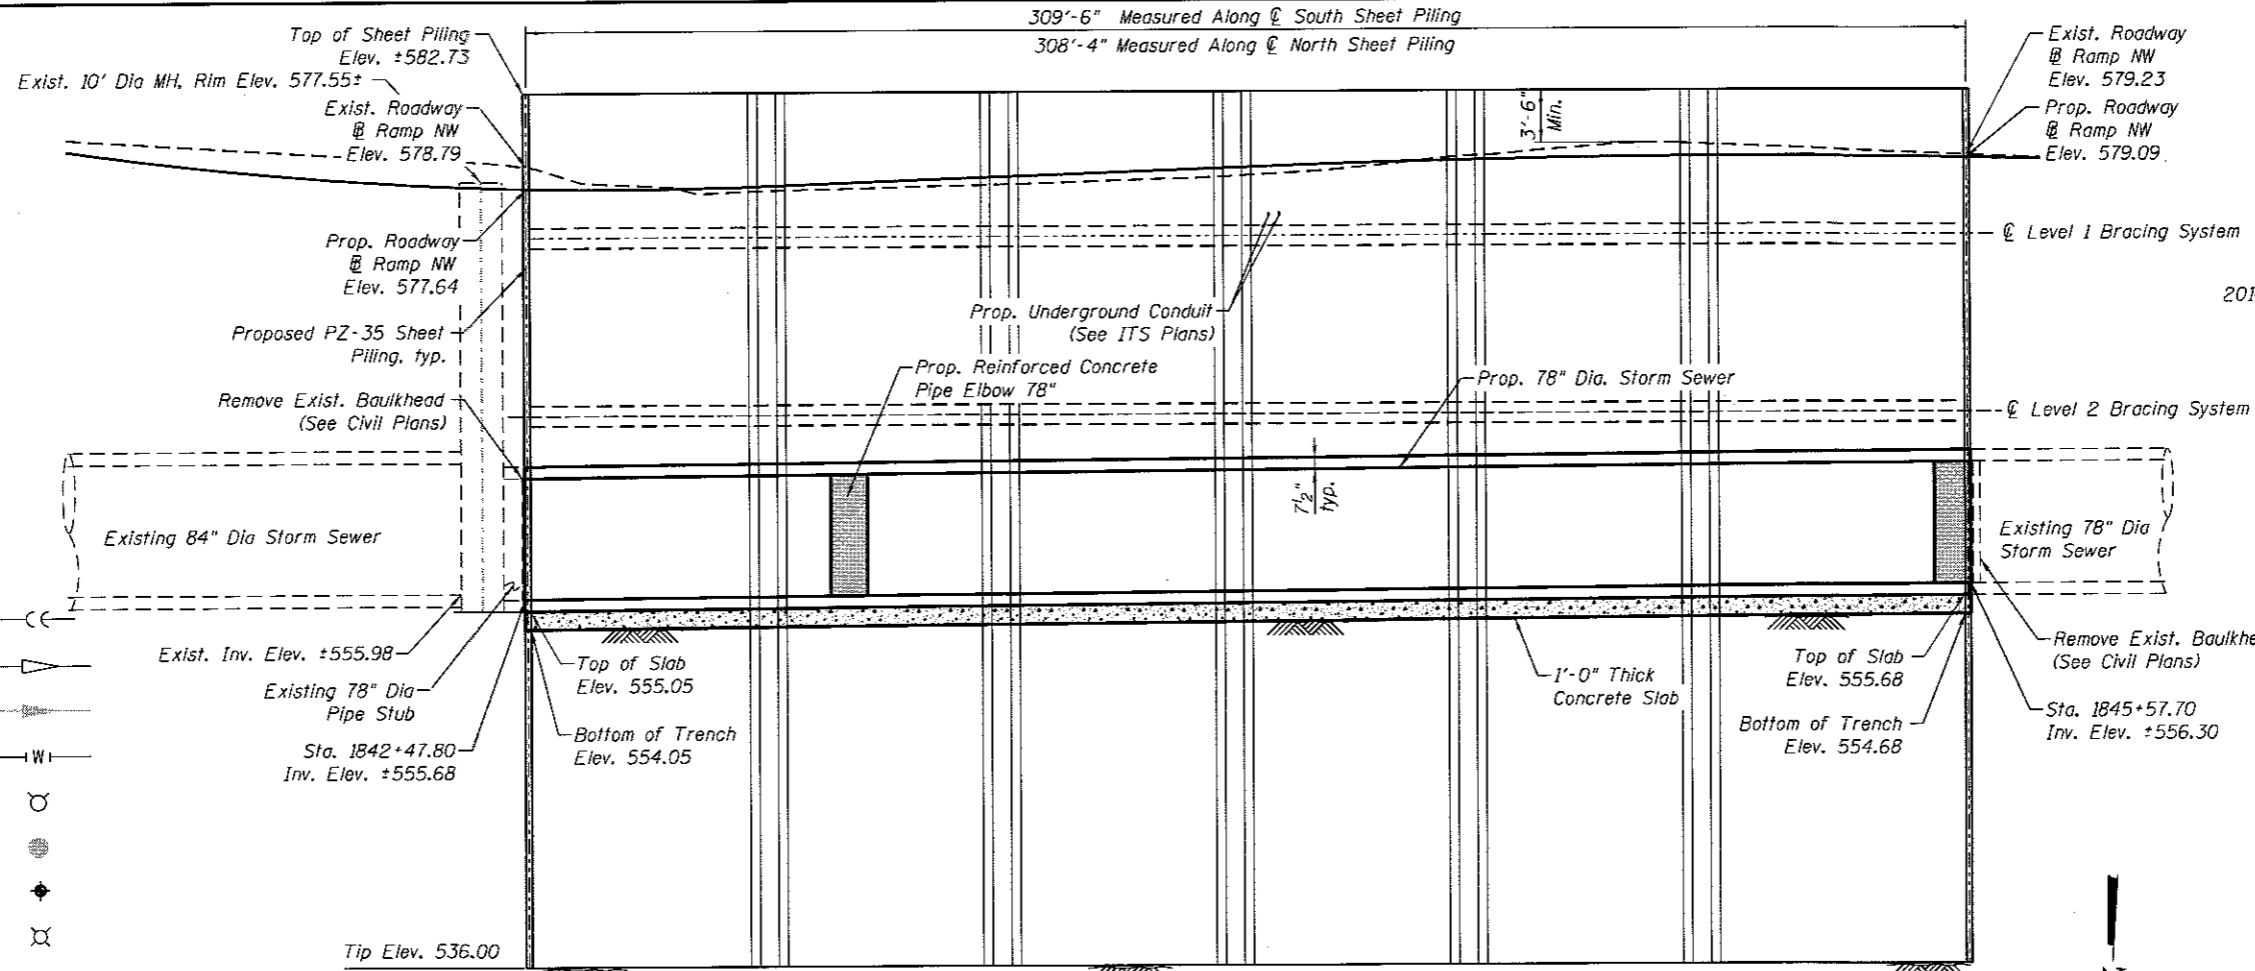 309'-6" Measured Along ℄ South Sheet Piling
308'-4" Measured Along ℄ North Sheet Piling
Top of Sheet Piling
Elev. ±582.73
Exist. 10' Dia MH, Rim Elev. 577.55±
Exist. Roadway
℄ Ramp NW
Elev. 578.79
Exist. Roadway
℄ Ramp NW
Elev. 579.23
Prop. Roadway
℄ Ramp NW
Elev. 579.09
3'-6"
Min.
Prop. Roadway
℄ Ramp NW
Elev. 577.64
℄ Level 1 Bracing System
201
Proposed PZ-35 Sheet
Piling, typ.
Prop. Underground Conduit
(See ITS Plans)
Prop. Reinforced Concrete
Pipe Elbow 78"
Prop. 78" Dia. Storm Sewer
Remove Exist. Baulkhead
(See Civil Plans)
℄ Level 2 Bracing System
7½"
typ.
Existing 84" Dia Storm Sewer
Existing 78" Dia
Storm Sewer
Exist. Inv. Elev. ±555.98
Existing 78" Dia
Pipe Stub
Sta. 1842+47.80
Inv. Elev. ±555.68
Top of Slab
Elev. 555.05
Bottom of Trench
Elev. 554.05
1'-0" Thick
Concrete Slab
Top of Slab
Elev. 555.68
Bottom of Trench
Elev. 554.68
Remove Exist. Baulkhe
(See Civil Plans)
Sta. 1845+57.70
Inv. Elev. ±556.30
W
Tip Elev. 536.00